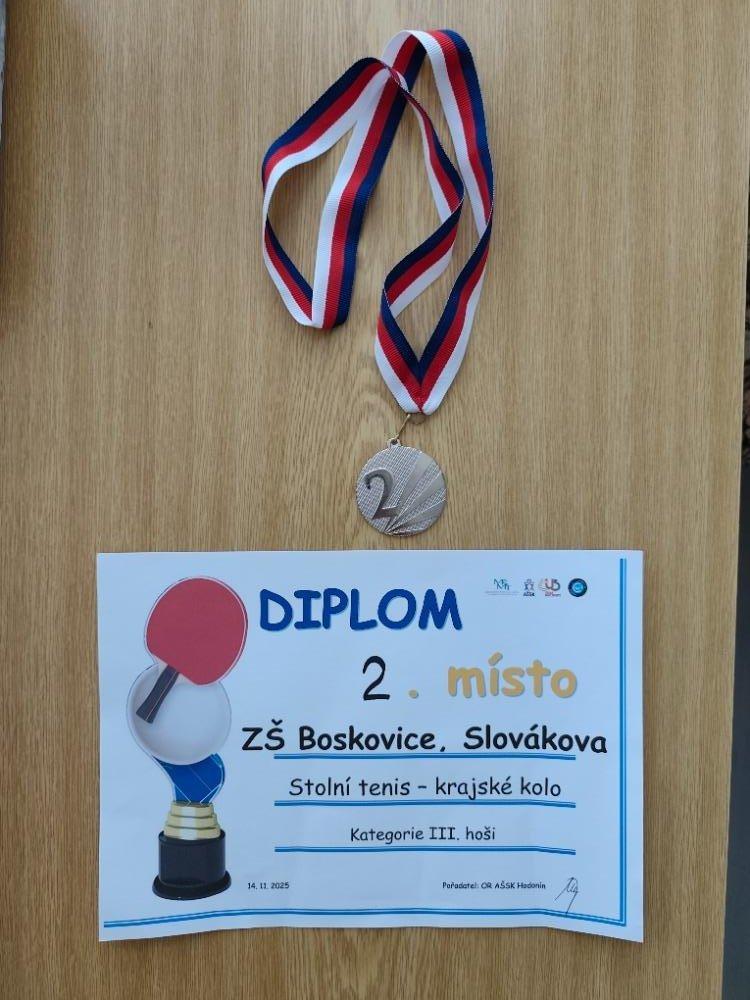 2
DIPLOM
AŠSK
2. místo
ZŠ Boskovice, Slovákova
Stolní tenis – krajské kolo
Kategorie III. hoši
14. 11. 2025
Pořadatel: OR AŠSK Hodonín